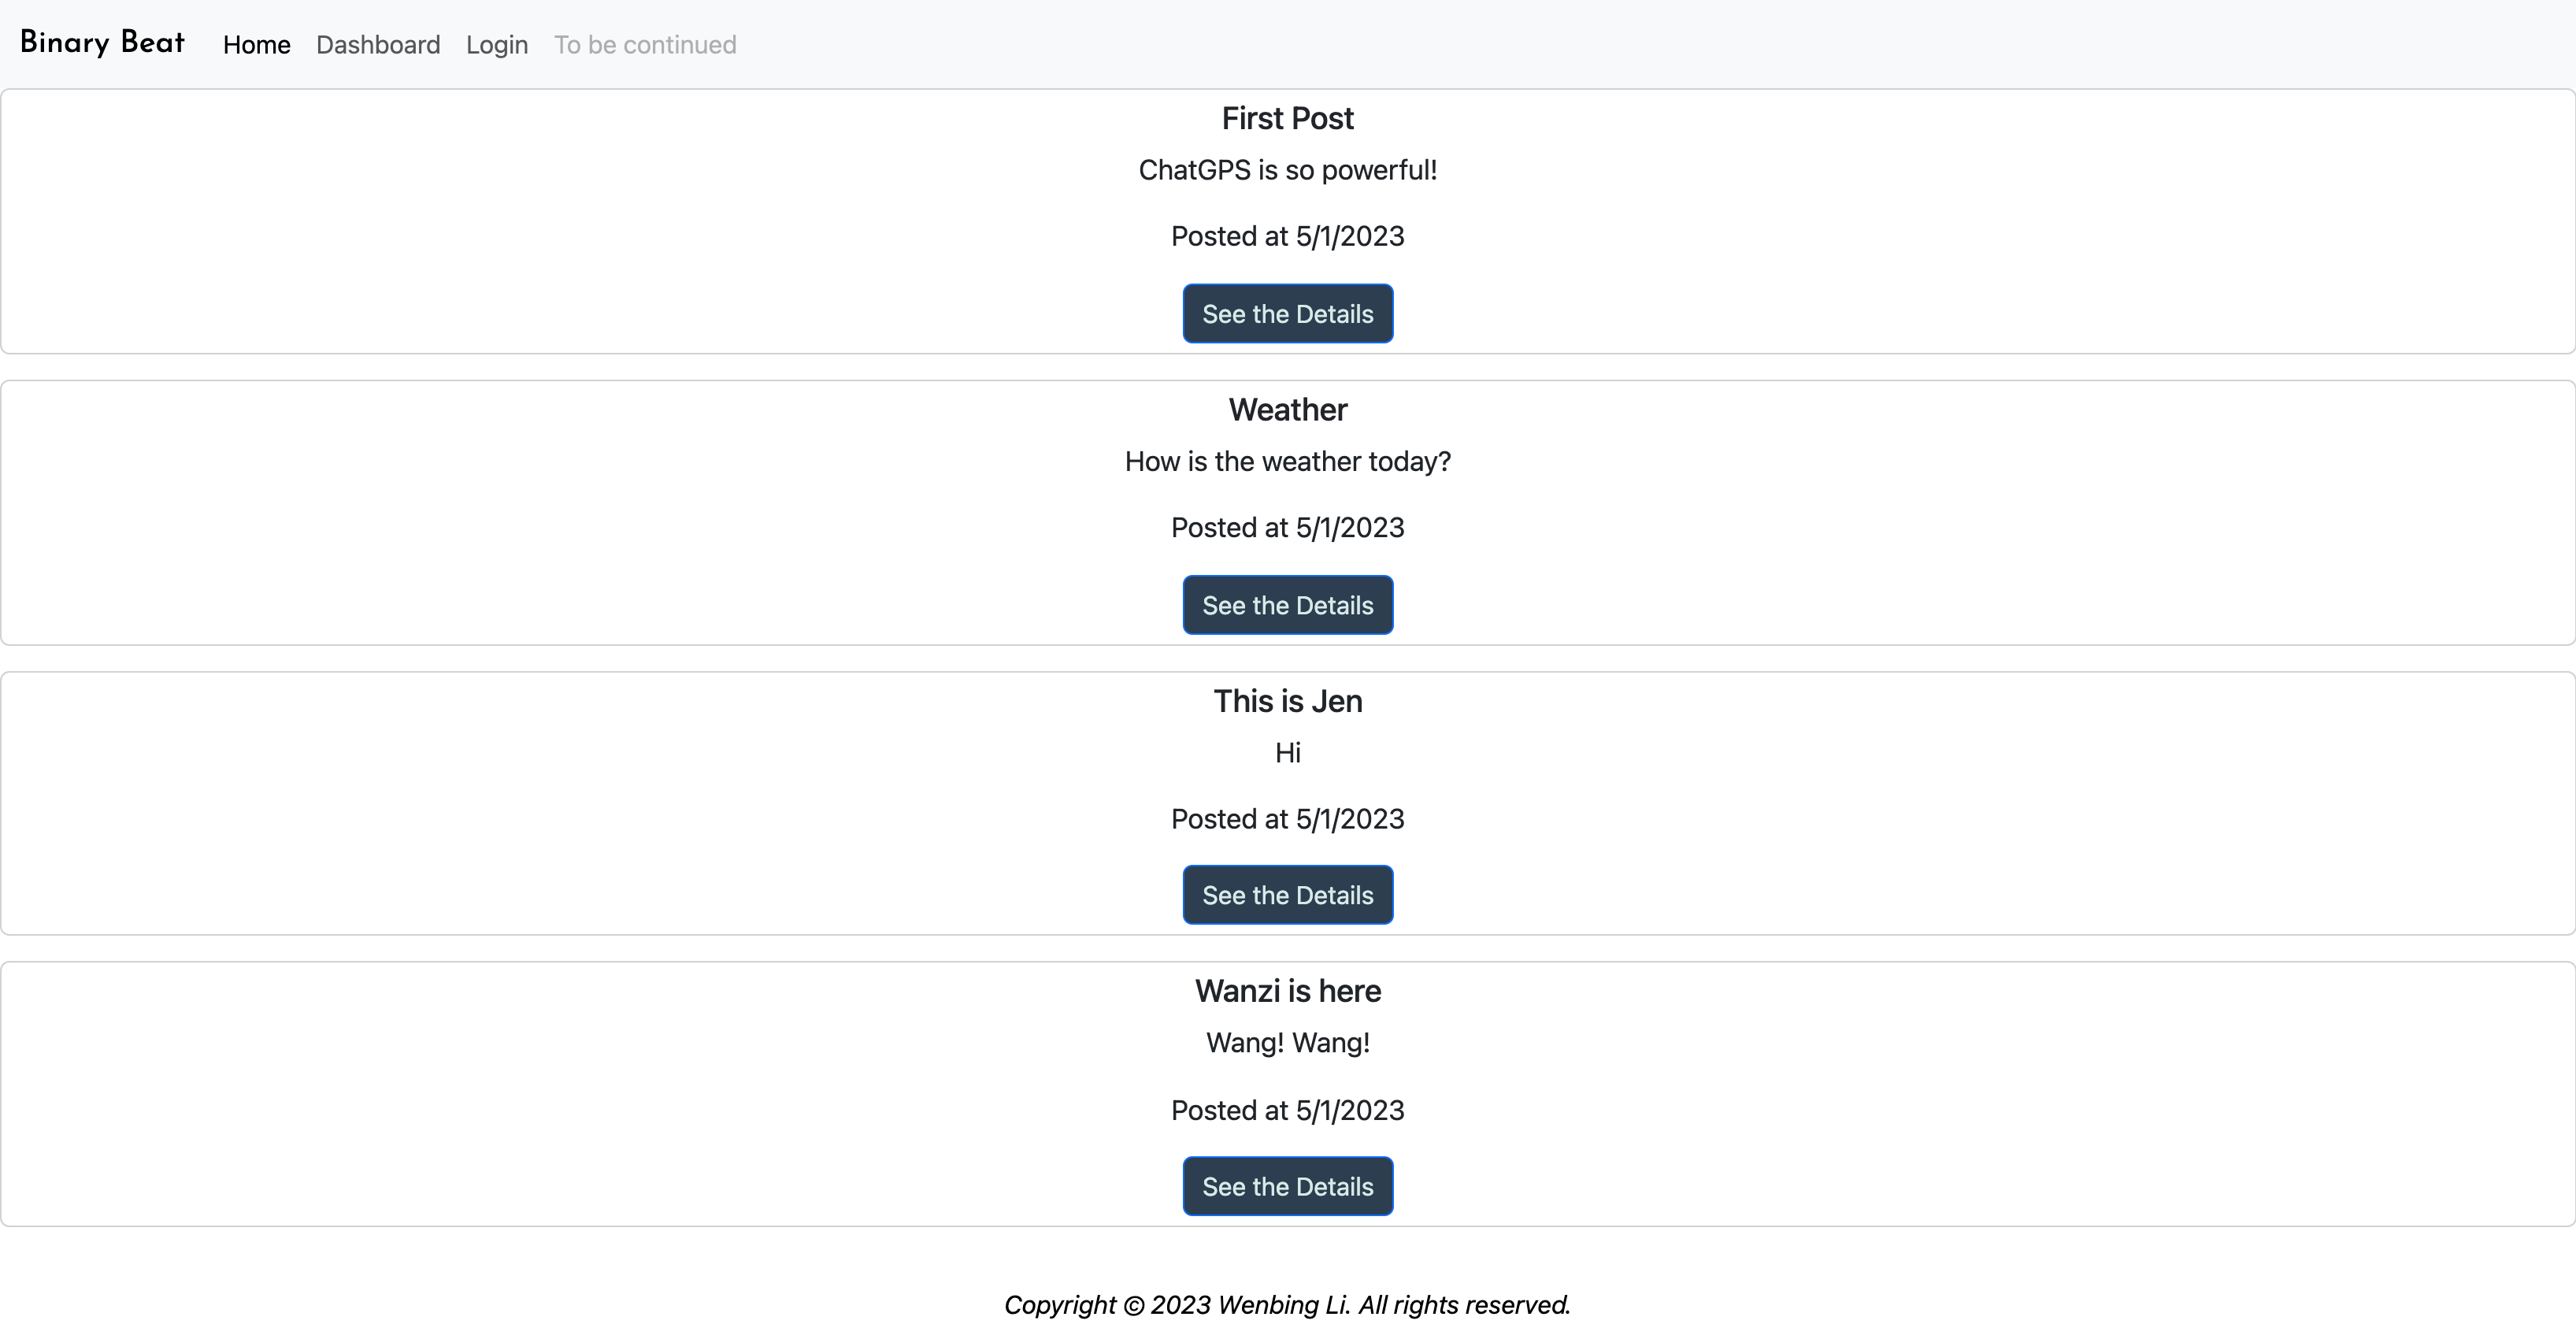 Binary Beat Home Dashboard Login To be continued
First Post
ChatGPS is so powerful!
Posted at 5/1/2023
See the Details
Weather
How is the weather today?
Posted at 5/1/2023
See the Details
This is Jen
Hi
Posted at 5/1/2023
See the Details
Wanzi is here
Wang! Wang!
Posted at 5/1/2023
See the Details
Copyright © 2023 Wenbing Li. All rights reserved.